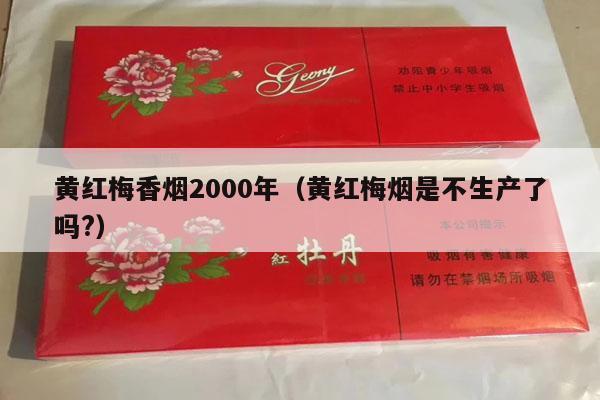 Geony
劝阻青少年吸烟
禁止中小学生吸烟
黄红梅香烟2000年（黄红梅烟是不生产了
吗?）
本公司提示
紅 牡丹
吸烟有害健康
请勿在禁烟场所吸烟